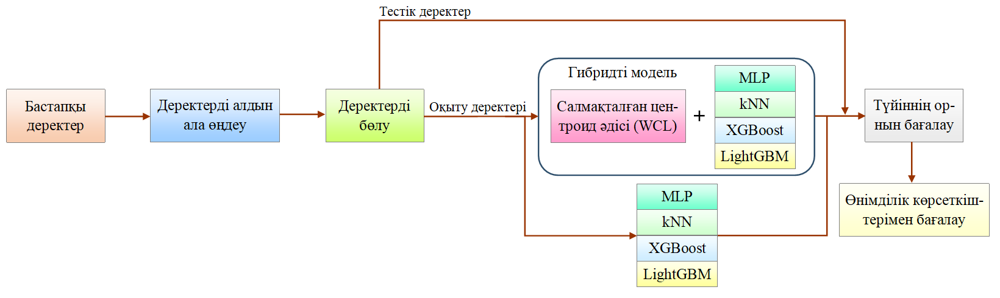 Тестік деректер
Бастапқы
деректер
Деректерді алдын
ала өңдеу
Деректерді
бөлу
Оқыту деректері
Гибридті модель
Салмақталған цен-
троид әдісі (WCL)
+
MLP
kNN
XGBoost
LightGBM
Түйіннің ор-
нын бағалау
MLP
kNN
XGBoost
LightGBM
Өнімділік көрсеткіш-
терімен бағалау